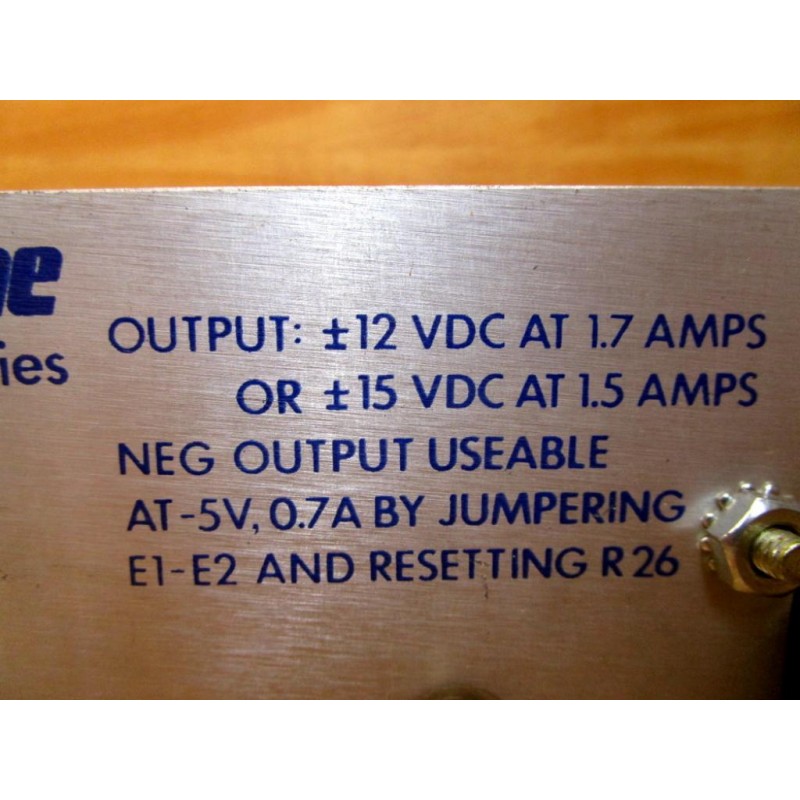 OUTPUT: ±12 VDC AT 1.7 AMPS
OR ±15 VDC AT 1.5 AMPS
NEG OUTPUT USEABLE
AT -5V, 0.7A BY JUMPERING
E1-E2 AND RESETTING R26